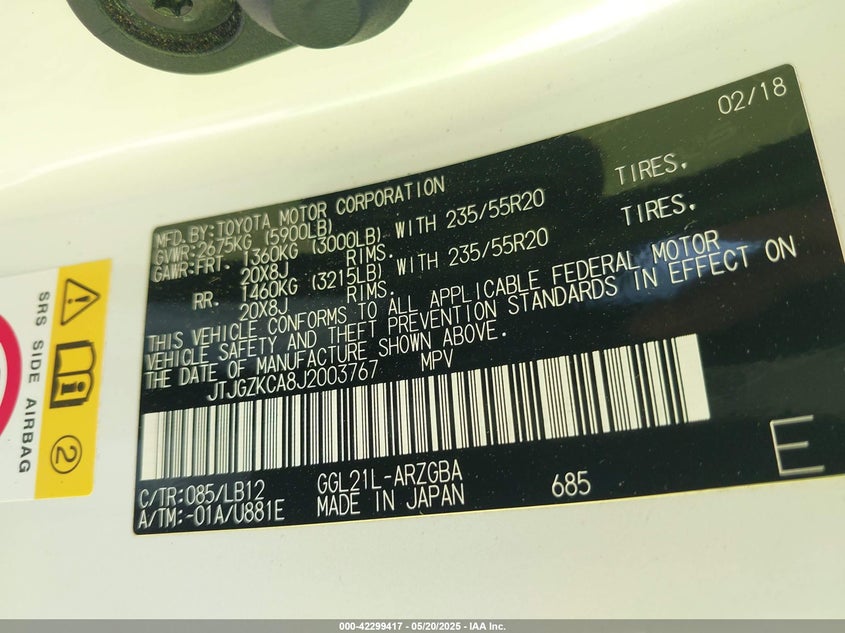 02/18
MFD.BY:TOYOTA MOTOR CORPORATION
GVWR:2675KG (5900LB)
GAWR:FRT. 1360KG (3000LB) WITH 235/55R20 TIRES.
20X8J RIMS.
RR. 1460KG (3215LB) WITH 235/55R20 TIRES.
20X8J RIMS.
THIS VEHICLE CONFORMS TO ALL APPLICABLE FEDERAL MOTOR
VEHICLE SAFETY AND THEFT PREVENTION STANDARDS IN EFFECT ON
THE DATE OF MANUFACTURE SHOWN ABOVE.
JTJGZKCA8J2003767 MPV
C/TR:085/LB12 GGL21L-ARZGBA
A/TM:-01A/U881E MADE IN JAPAN 685
E
SRS SIDE AIRBAG
2
000-42299417 - 05/20/2025 - IAA Inc.